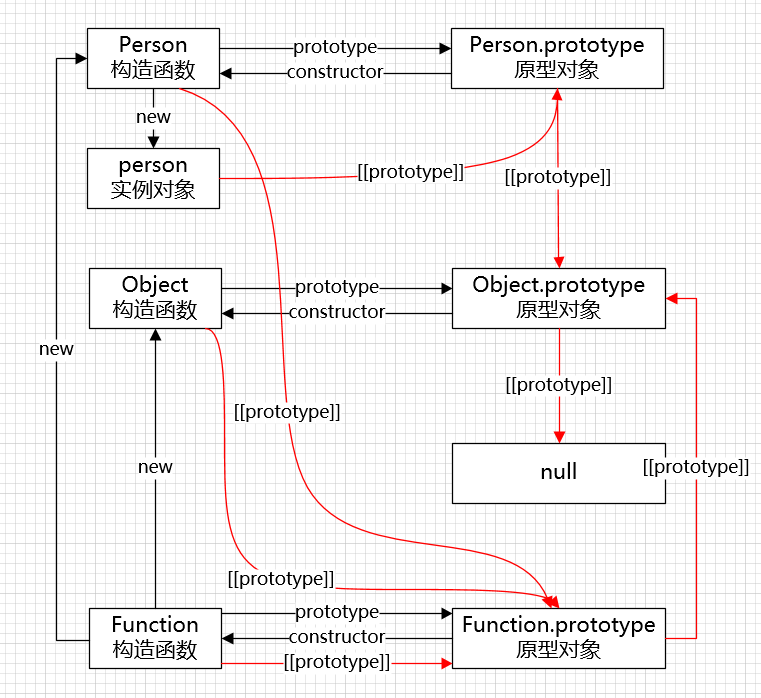 Person
构造函数
prototype
constructor
Person.prototype
原型对象
new
person
实例对象
[[prototype]]
[[prototype]]
Object
构造函数
prototype
constructor
Object.prototype
原型对象
new
[[prototype]]
[[prototype]]
null
new
[[prototype]]
[[prototype]]
Function
构造函数
prototype
constructor
[[prototype]]
Function.prototype
原型对象